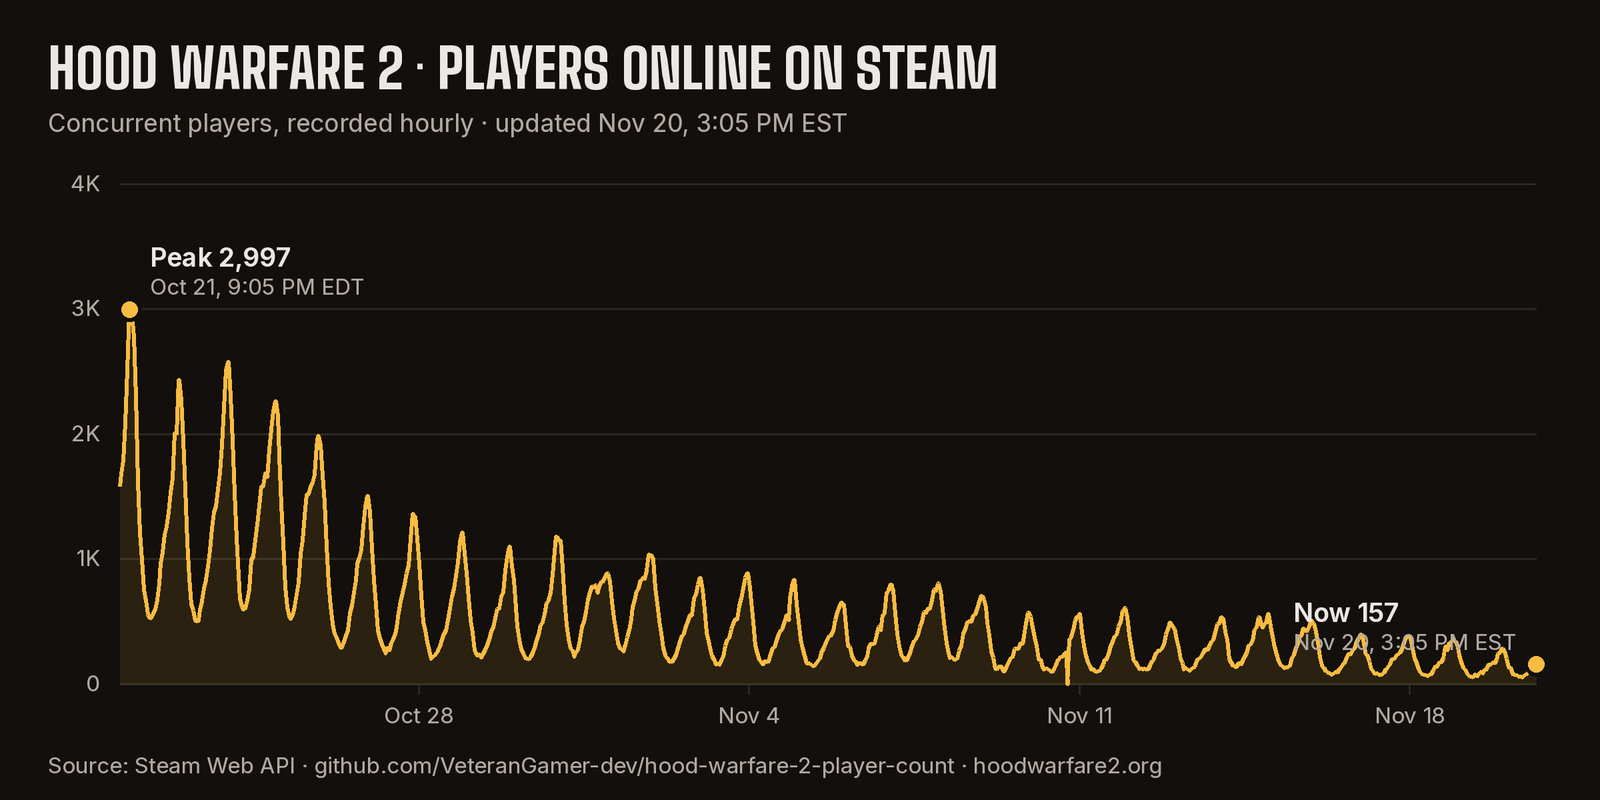 HOOD WARFARE 2 · PLAYERS ONLINE ON STEAM
Concurrent players, recorded hourly · updated Nov 20, 3:05 PM EST
4K
Peak 2,997
Oct 21, 9:05 PM EDT
3K
2K
1K
Now 157
Nov 20, 3:05 PM EST
0
Oct 28 Nov 4 Nov 11 Nov 18
Source: Steam Web API · github.com/VeteranGamer-dev/hood-warfare-2-player-count · hoodwarfare2.org